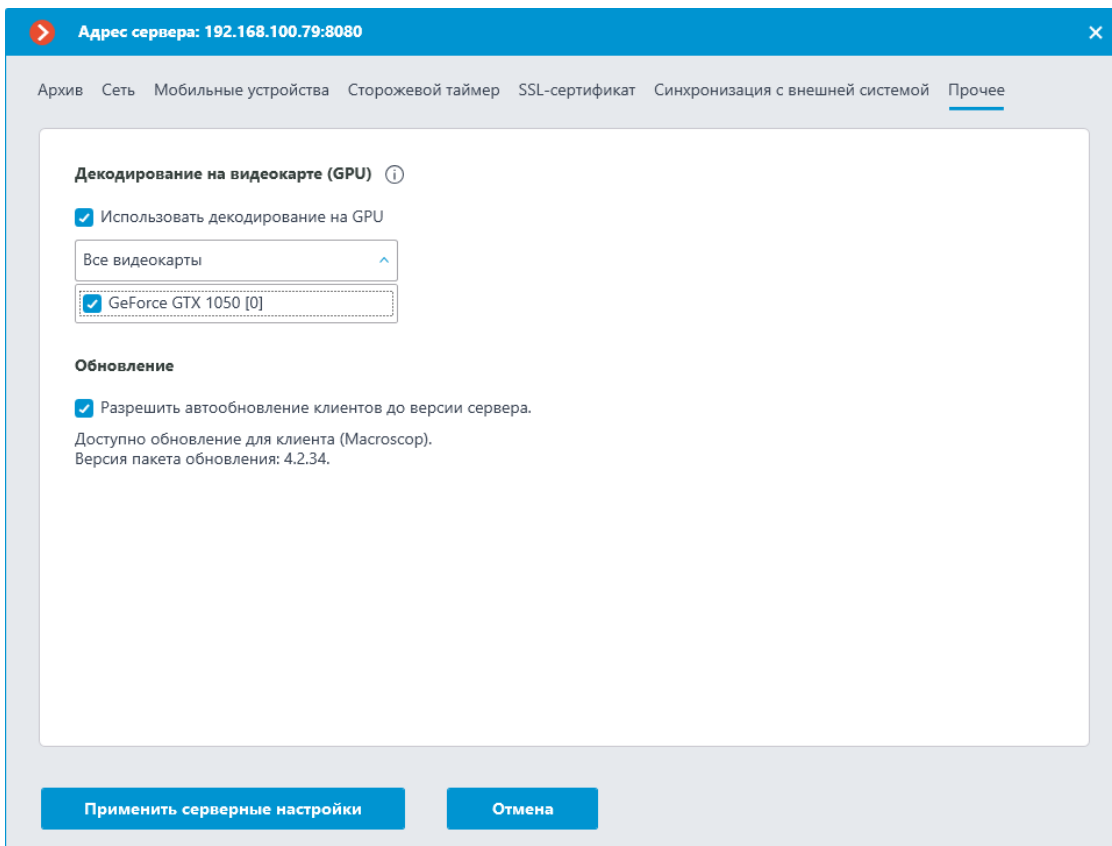 Адрес сервера: 192.168.100.79:8080
Архив Сеть Мобильные устройства Сторожевой таймер SSL-сертификат Синхронизация с внешней системой Прочее
Декодирование на видеокарте (GPU)
Использовать декодирование на GPU
Все видеокарты
GeForce GTX 1050 [0]
Обновление
Разрешить автообновление клиентов до версии сервера.
Доступно обновление для клиента (Macroscop).
Версия пакета обновления: 4.2.34.
Применить серверные настройки Отмена